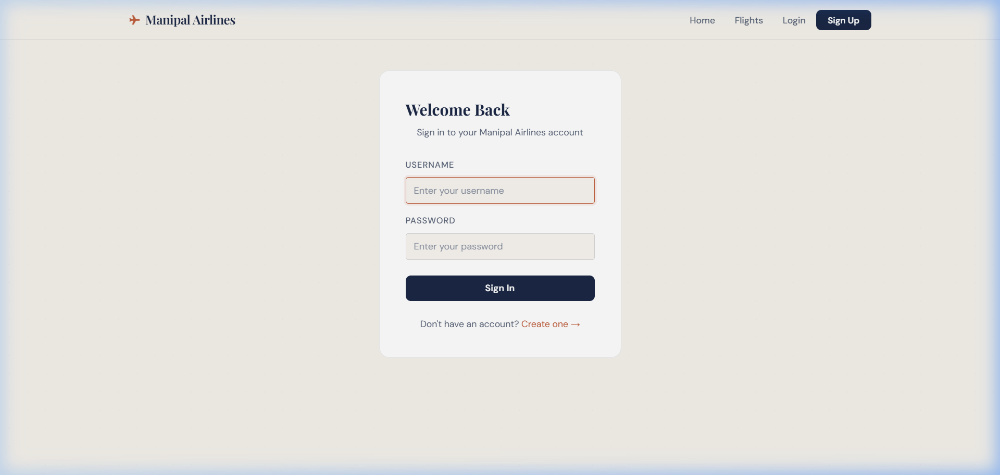 Manipal Airlines
Home Flights Login Sign Up
Welcome Back
Sign in to your Manipal Airlines account
USERNAME
Enter your username
PASSWORD
Enter your password
Sign In
Don't have an account? Create one →